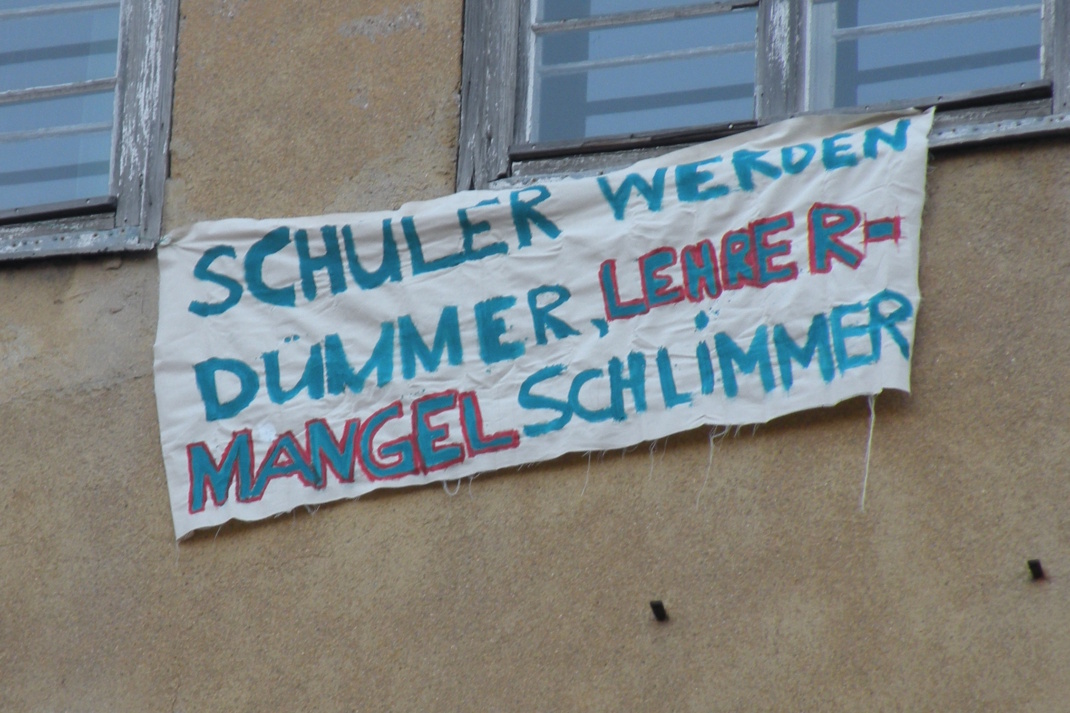 SCHULER WERDEN
DÜMMER, LEHRER-
MANGEL SCHLIMMER